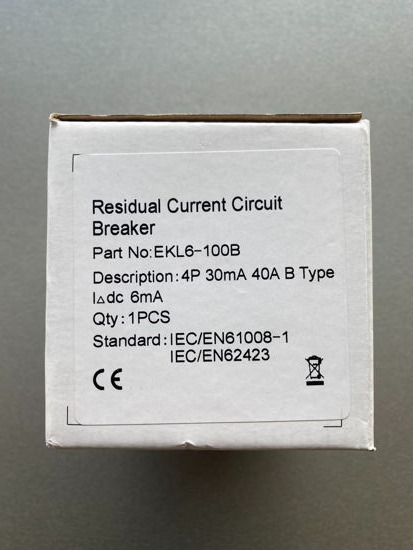 Residual Current Circuit
Breaker
Part No:EKL6-100B
Description:4P 30mA 40A B Type
I△dc 6mA
Qty:1PCS
Standard:IEC/EN61008-1
IEC/EN62423
CE